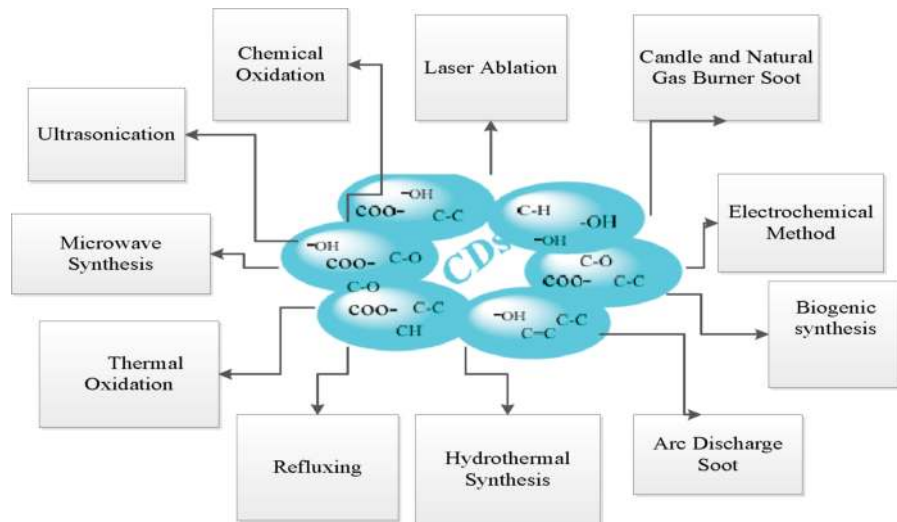 Chemical
Oxidation
Laser Ablation
Candle and Natural
Gas Burner Soot
Ultrasonication
Electrochemical
Method
Microwave
Synthesis
Biogenic
synthesis
Thermal
Oxidation
Refluxing
Hydrothermal
Synthesis
Arc Discharge
Soot
CDs
-OH
COO-
C-C
C-H
-OH
-OH
-OH
COO-
C-O
C-O
COO-
C-C
C-O
COO-
C-C
CH
-OH
C-C
C=C